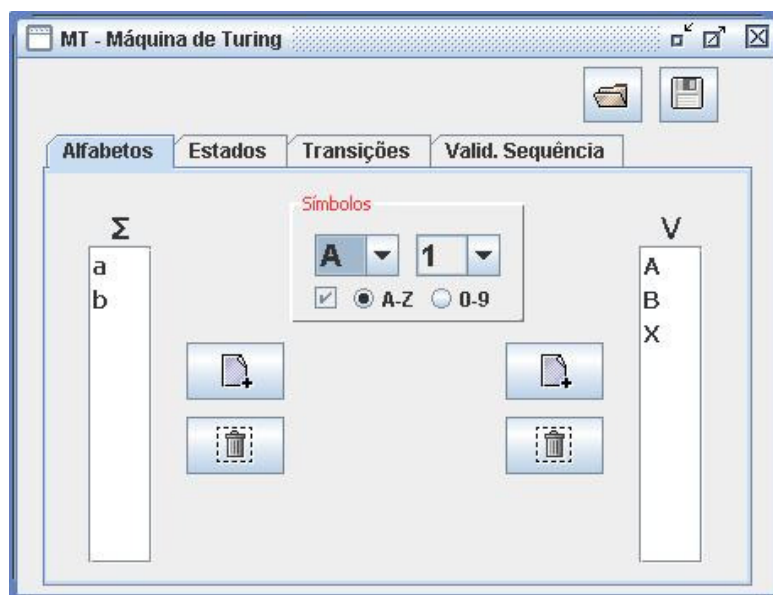 MT - Máquina de Turing
Alfabetos Estados Transições Valid. Sequência
Símbolos
Σ V
A 1
A-Z 0-9
a
b
A
B
X